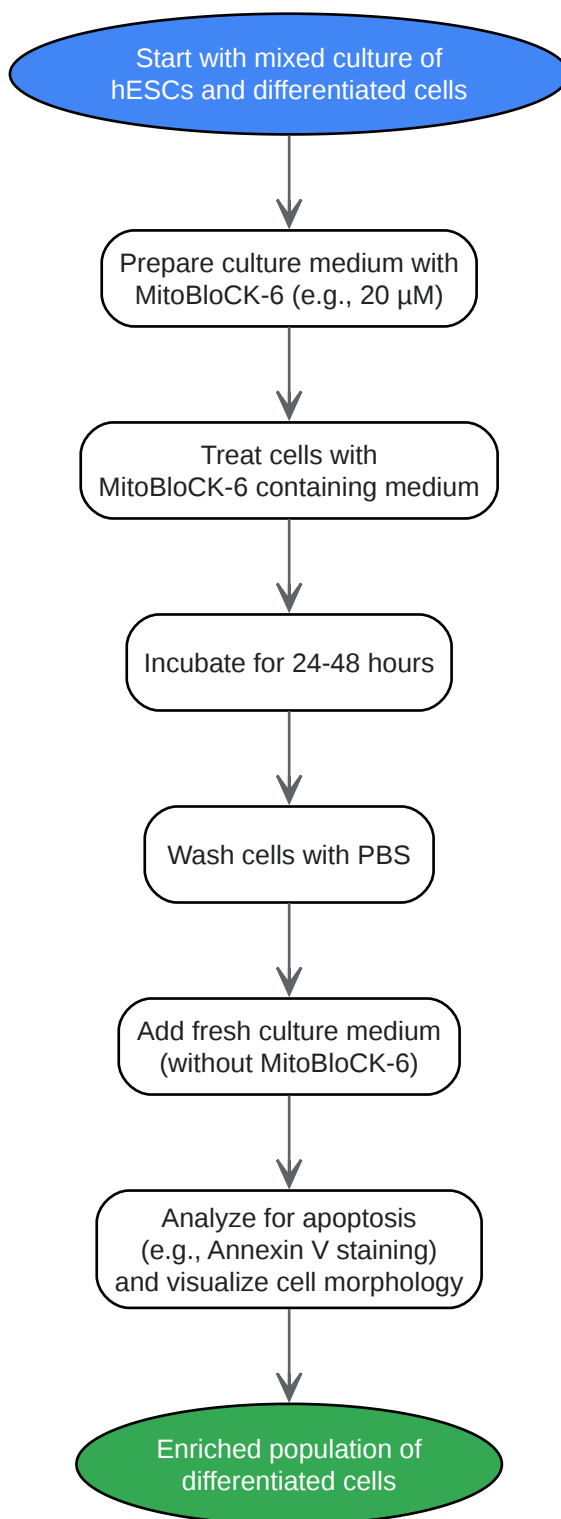 Start with mixed culture of
hESCs and differentiated cells
Prepare culture medium with
MitoBloCK-6 (e.g., 20 µM)
Treat cells with
MitoBloCK-6 containing medium
Incubate for 24-48 hours
Wash cells with PBS
Add fresh culture medium
(without MitoBloCK-6)
Analyze for apoptosis
(e.g., Annexin V staining)
and visualize cell morphology
Enriched population of
differentiated cells